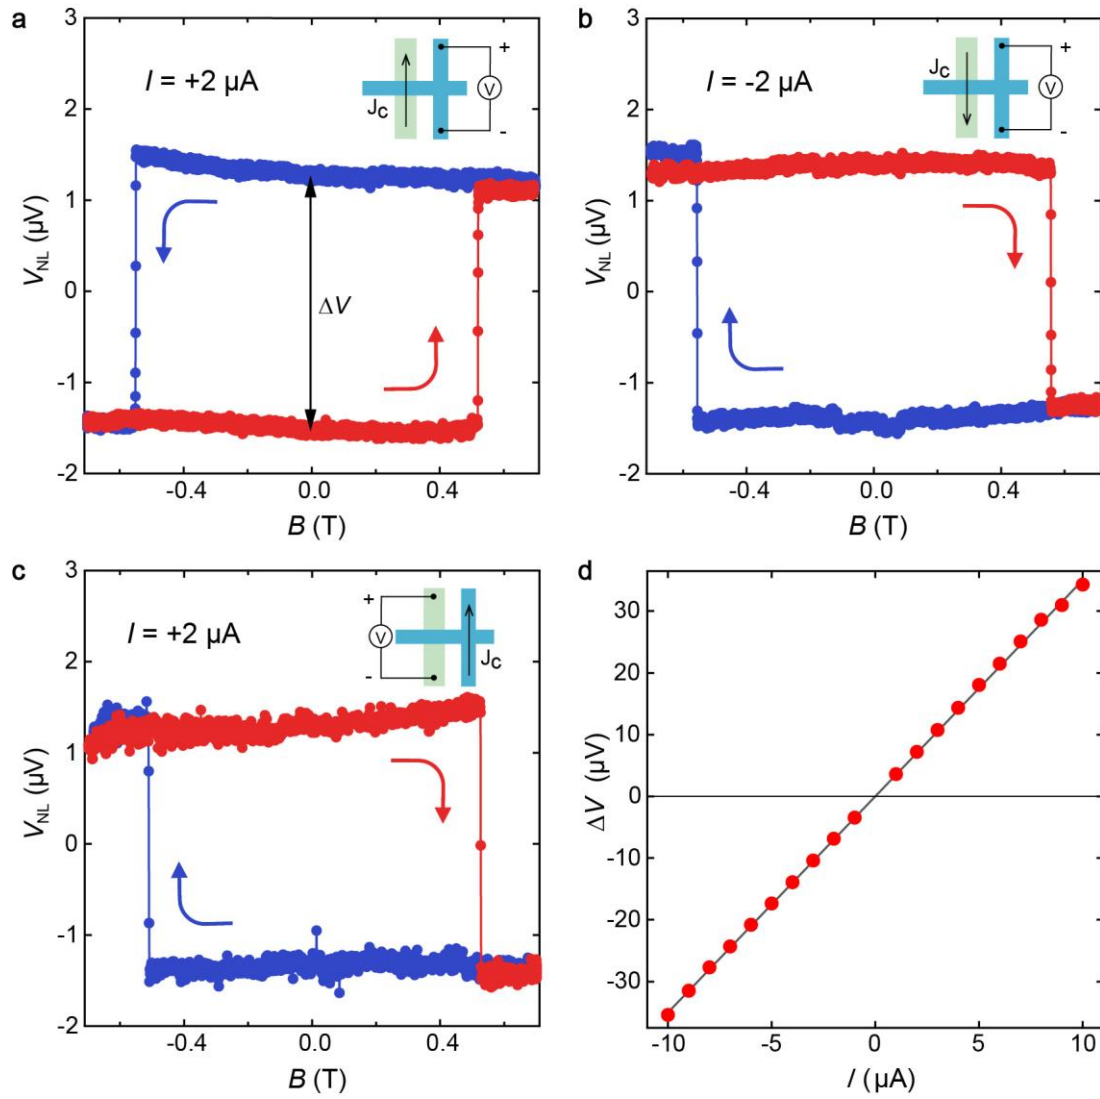 a
I = +2 µA
J_C
+
V
-
ΔV
V_NL (µV)
3
2
1
0
-1
-2
-0.4
0.0
0.4
B (T)
b
I = -2 µA
J_C
+
V
-
V_NL (µV)
3
2
1
0
-1
-2
-0.4
0.0
0.4
B (T)
c
I = +2 µA
+
V
-
J_C
V_NL (µV)
3
2
1
0
-1
-2
-0.4
0.0
0.4
B (T)
d
ΔV (µV)
30
20
10
0
-10
-20
-30
-10
-5
0
5
10
I (µA)